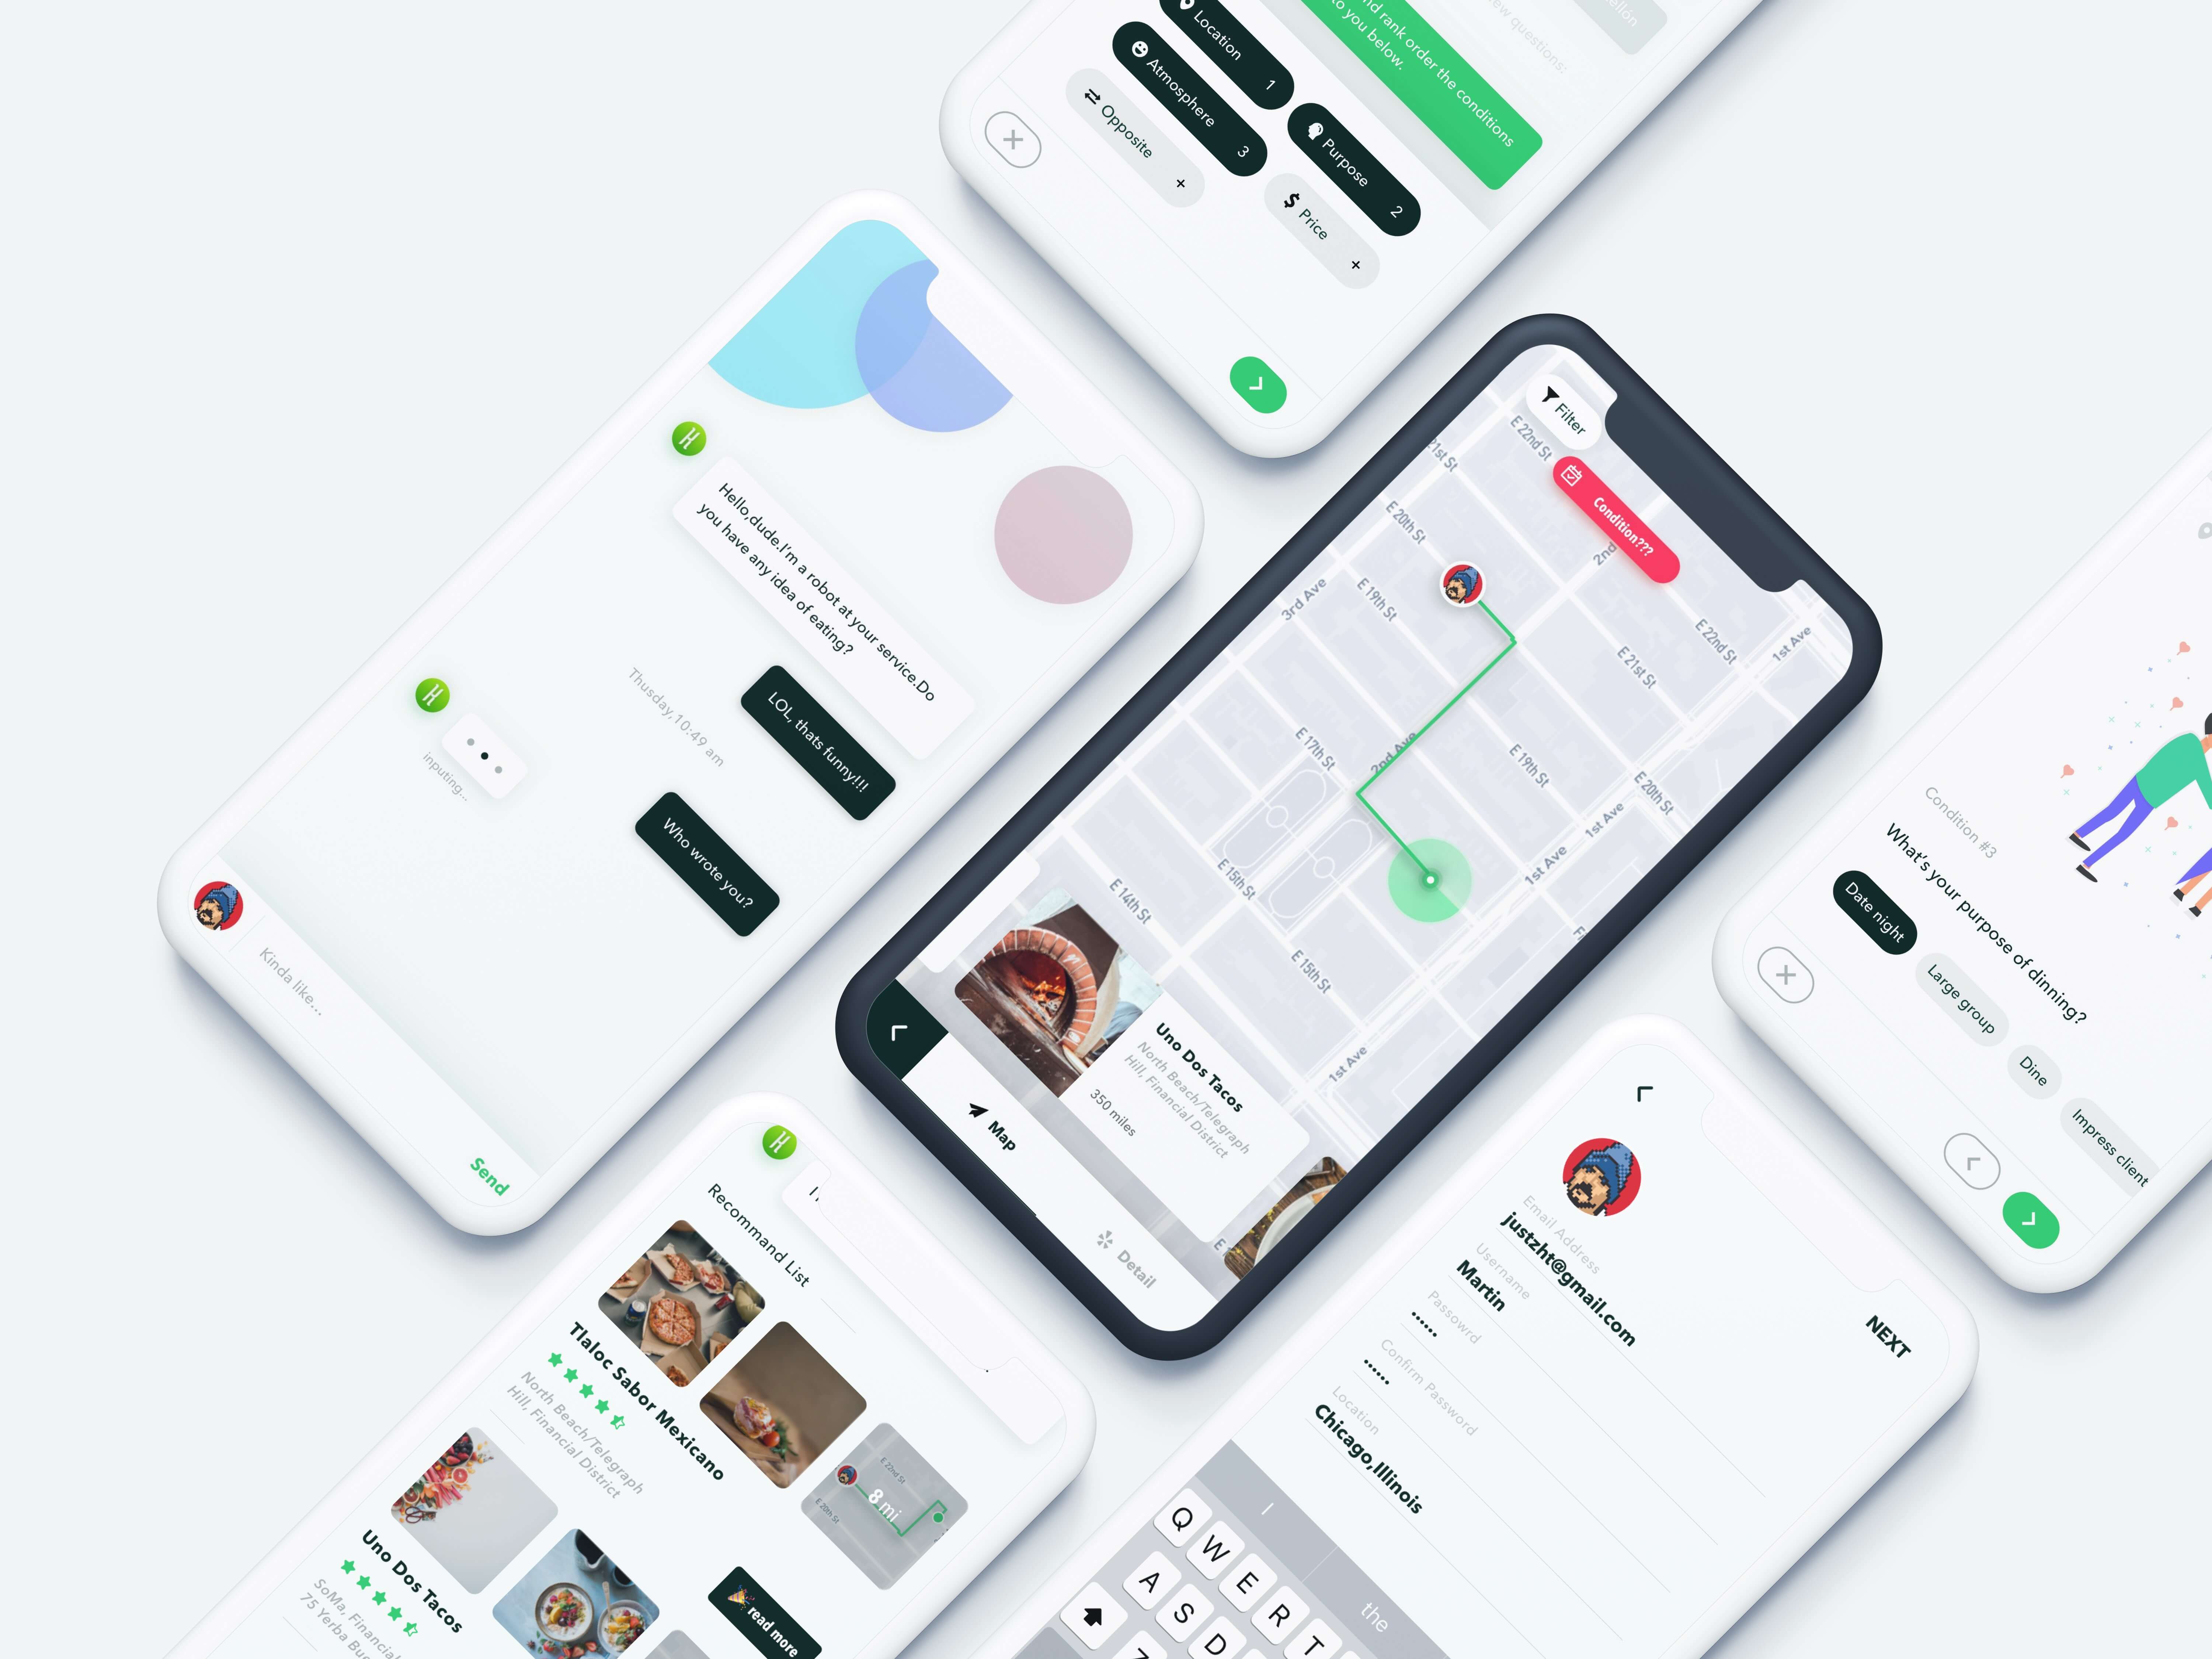 ew questions:
nd rank order the conditions
to you below.
Location
1
Atmosphere
3
Purpose
2
Opposite
+
Price
+
Hello,dude.I'm a robot at your service.Do
you have any idea of eating?
LOL, thats funny!!!
Thusday,10:49 am
Who wrote you?
inputing...
Kinda like...
Send
Filter
Condition???
E 22nd St
21st St
E 20th St
2nd
E 19th St
3rd Ave
E 22nd St
1st Ave
E 21st St
E 17th St
2nd Ave
E 19th St
E 20th St
1st Ave
E 15th St
1st Ave
E 14th St
E 15th St
1st Ave
Uno Dos Tacos
North Beach/Telegraph
Hill, Financial District
350 miles
Map
Detail
Condition #3
What's your purpose of dinning?
Date night
Large group
Dine
Impress client
Recommand List
Tlaloc Sabor Mexicano
North Beach/Telegraph
Hill, Financial District
E 22nd St
8 mi
E 20th St
Uno Dos Tacos
SoMa, Financial
75 Yerba Bue
read more
NEXT
Email Address
justzht@gmail.com
Username
Martin
Passowrd
Confirm Password
Location
Chicago,Illinois
I
the
Q W E R T
A S D
Z